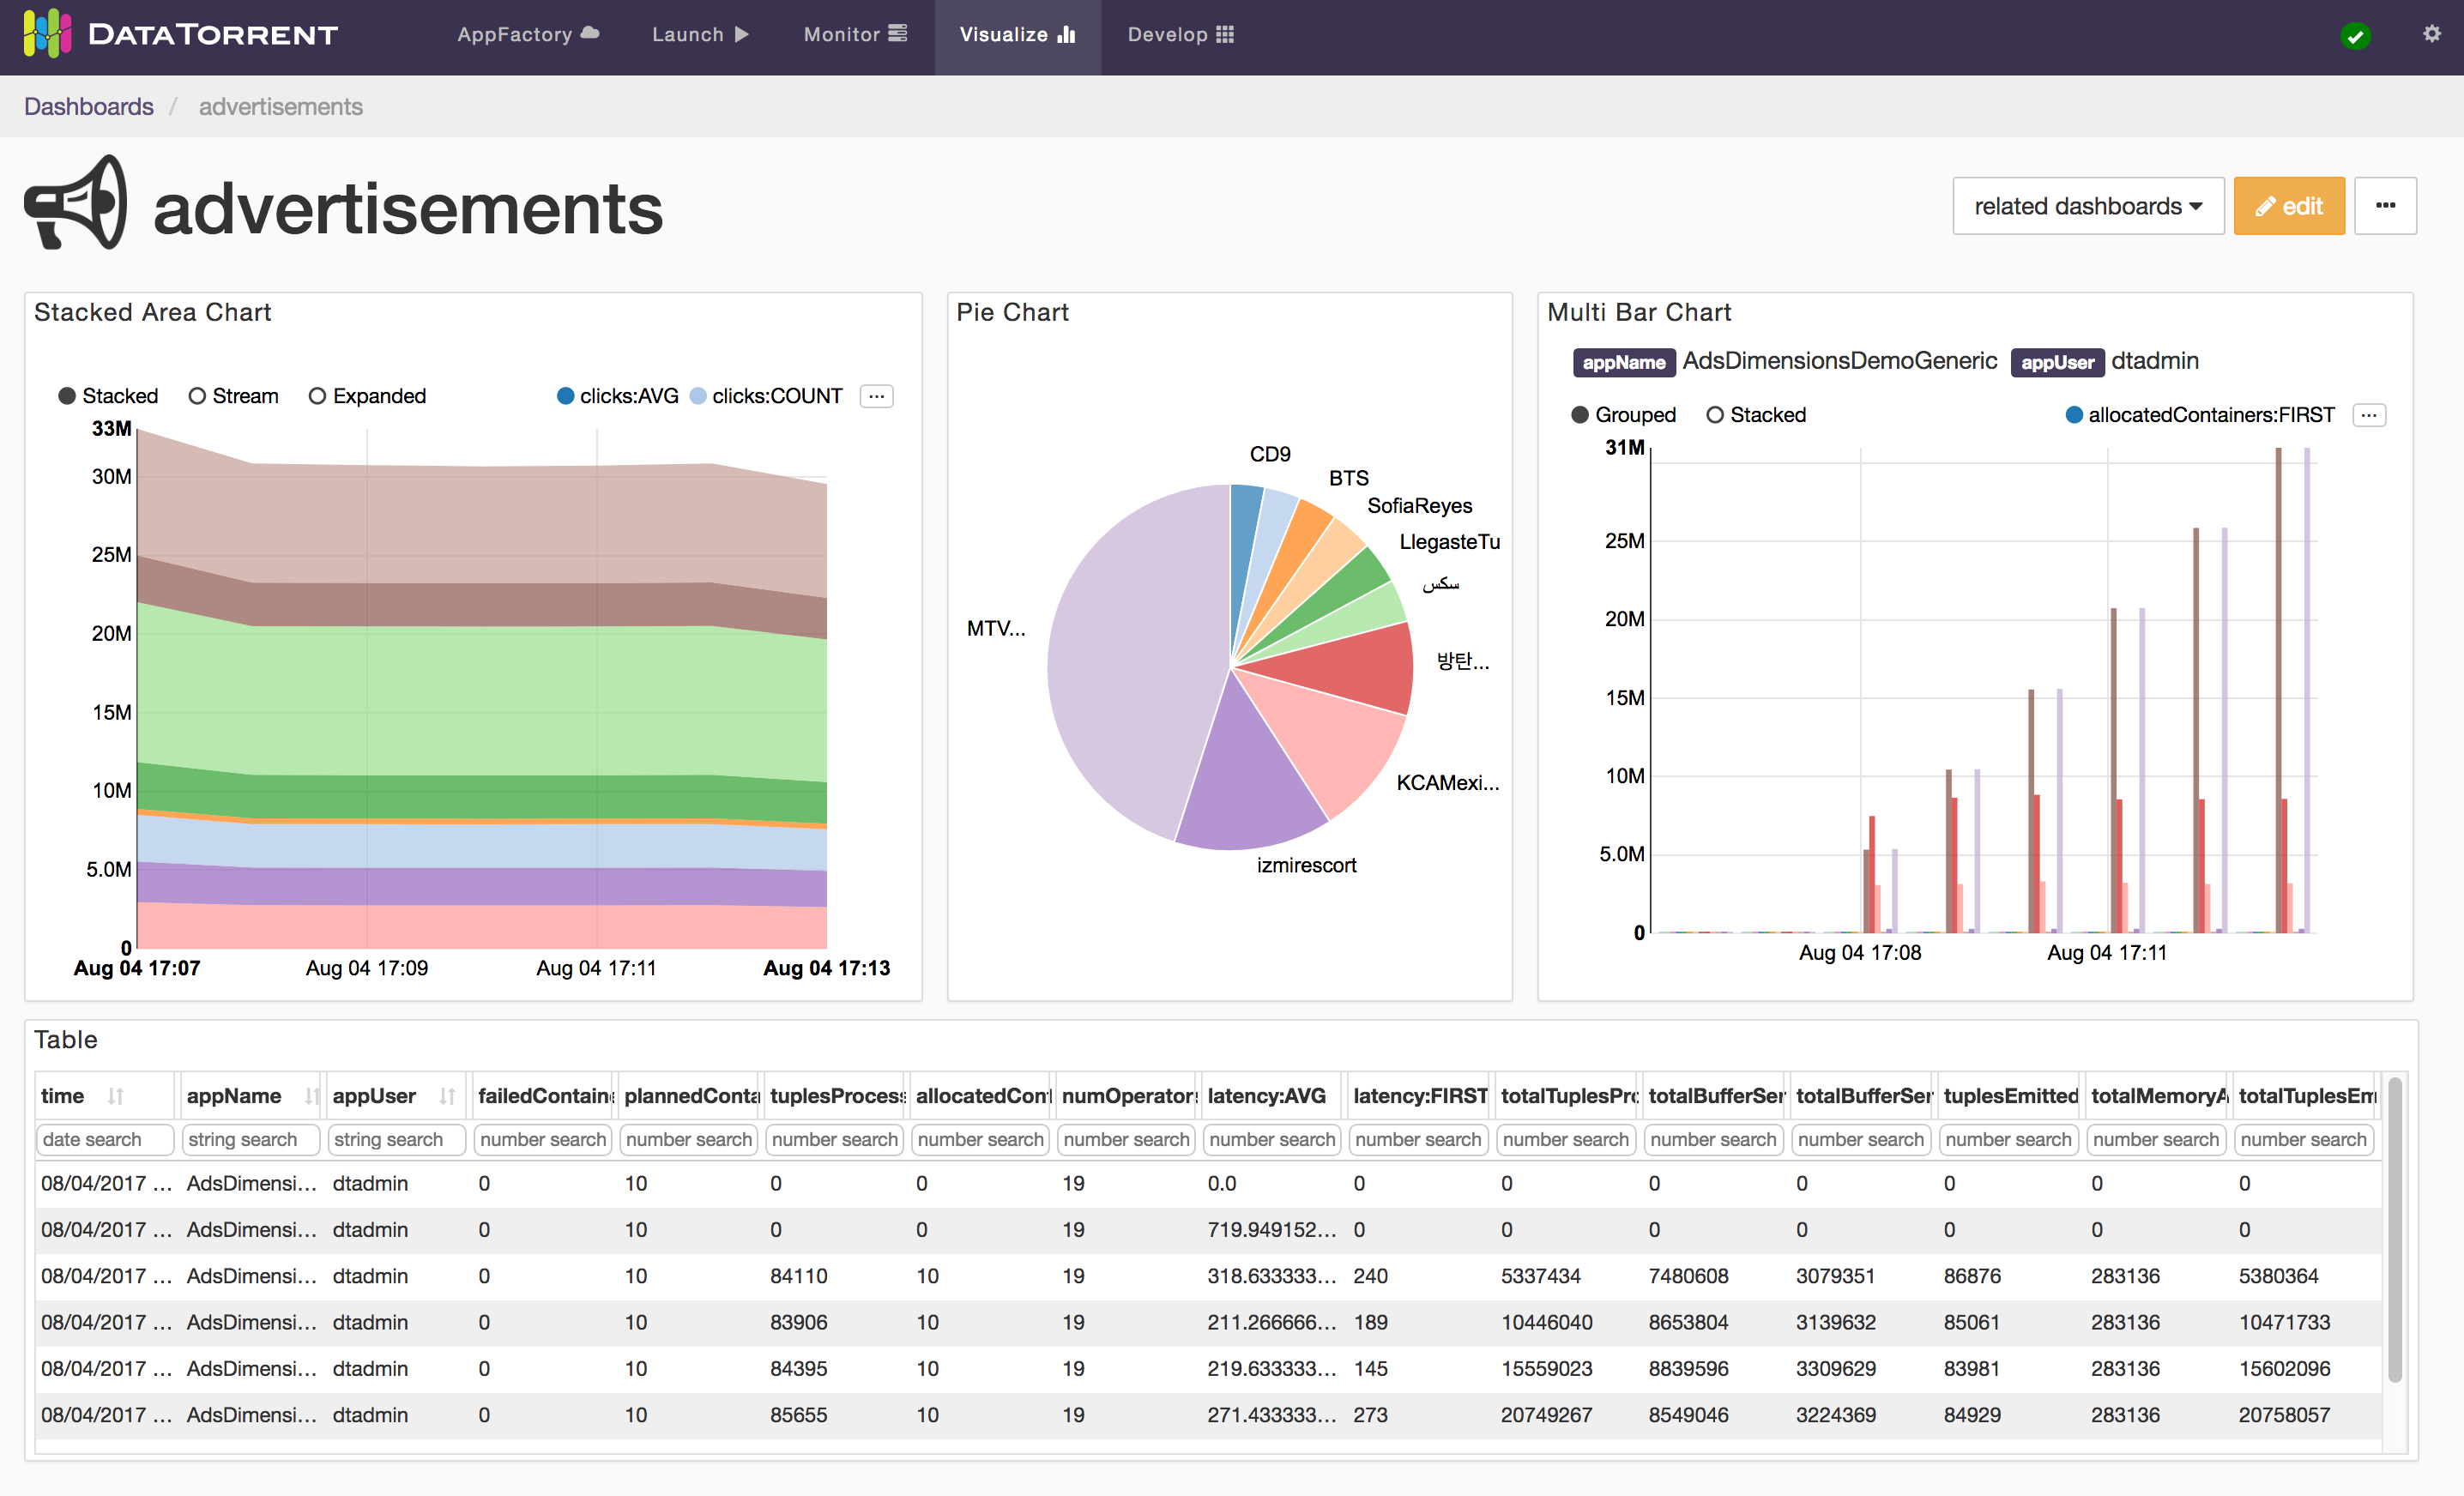 DATATORRENT AppFactory Launch Monitor Visualize Develop
Dashboards / advertisements
advertisements
related dashboards edit ...
Stacked Area Chart
Stacked Stream Expanded clicks:AVG clicks:COUNT ...
33M
30M
25M
20M
15M
10M
5.0M
0
Aug 04 17:07 Aug 04 17:09 Aug 04 17:11 Aug 04 17:13
Pie Chart
CD9
BTS
SofiaReyes
LlegasteTu
سكس
MTV...
방탄...
KCAMexi...
izmirescort
Multi Bar Chart
appName AdsDimensionsDemoGeneric appUser dtadmin
Grouped Stacked allocatedContainers:FIRST ...
31M
25M
20M
15M
10M
5.0M
0
Aug 04 17:08 Aug 04 17:11
Table
time appName appUser failedContaine plannedConta tuplesProcess allocatedCont numOperators latency:AVG latency:FIRST totalTuplesPro totalBufferSer totalBufferSer tuplesEmitted totalMemoryA totalTuplesEm
date search string search string search number search number search number search number search number search number search number search number search number search number search number search number search number search
08/04/2017 ... AdsDimensi... dtadmin 0 10 0 0 19 0.0 0 0 0 0 0 0 0
08/04/2017 ... AdsDimensi... dtadmin 0 10 0 0 19 719.949152... 0 0 0 0 0 0 0
08/04/2017 ... AdsDimensi... dtadmin 0 10 84110 10 19 318.633333... 240 5337434 7480608 3079351 86876 283136 5380364
08/04/2017 ... AdsDimensi... dtadmin 0 10 83906 10 19 211.266666... 189 10446040 8653804 3139632 85061 283136 10471733
08/04/2017 ... AdsDimensi... dtadmin 0 10 84395 10 19 219.633333... 145 15559023 8839596 3309629 83981 283136 15602096
08/04/2017 ... AdsDimensi... dtadmin 0 10 85655 10 19 271.433333... 273 20749267 8549046 3224369 84929 283136 20758057